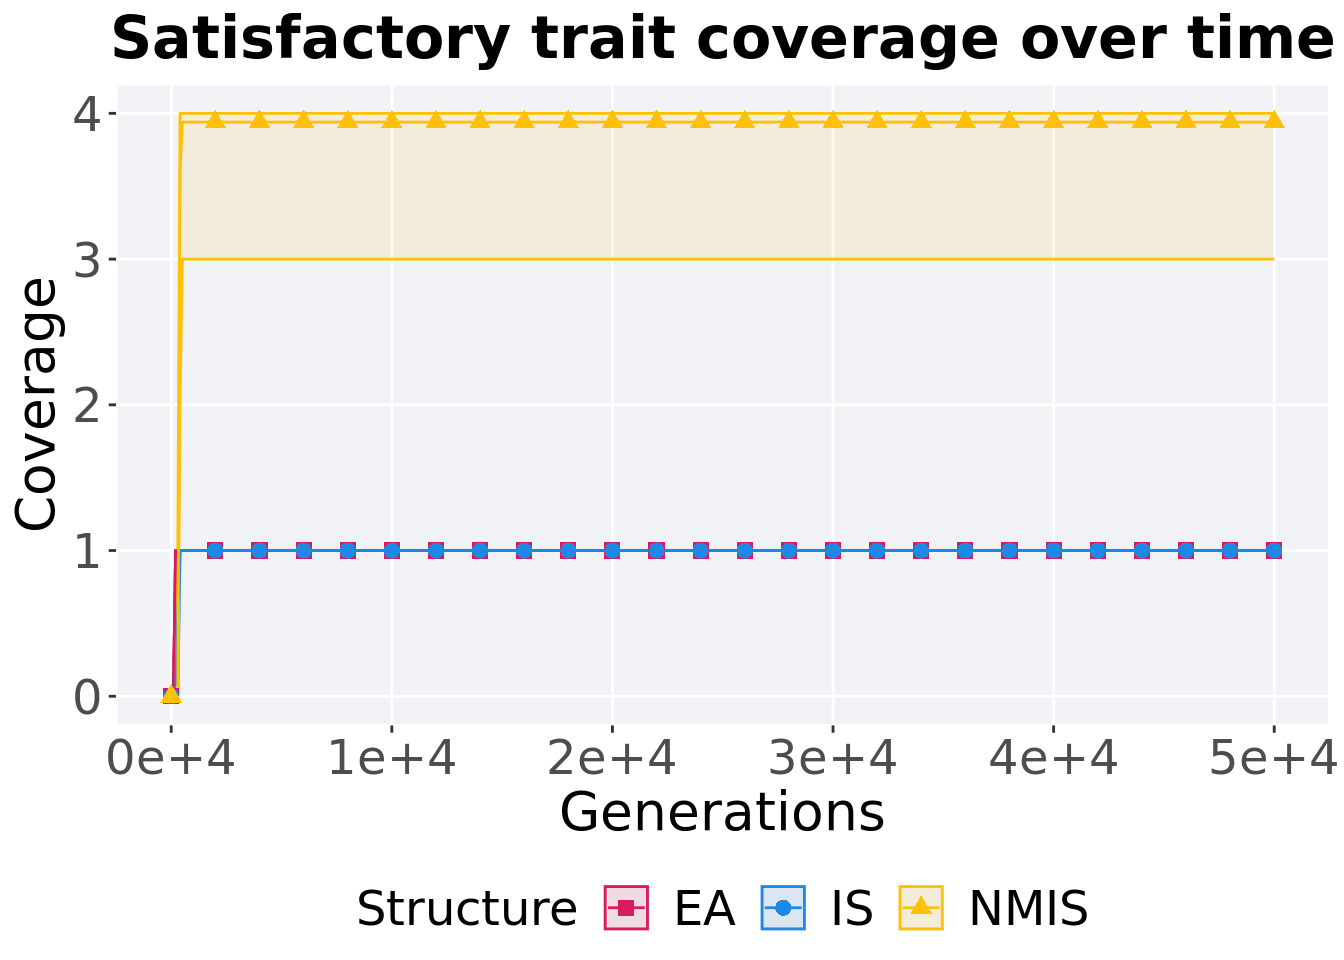 Satisfactory trait coverage over time
Coverage
4
3
2
1
0
0e+4 1e+4 2e+4 3e+4 4e+4 5e+4
Generations
Structure EA IS NMIS